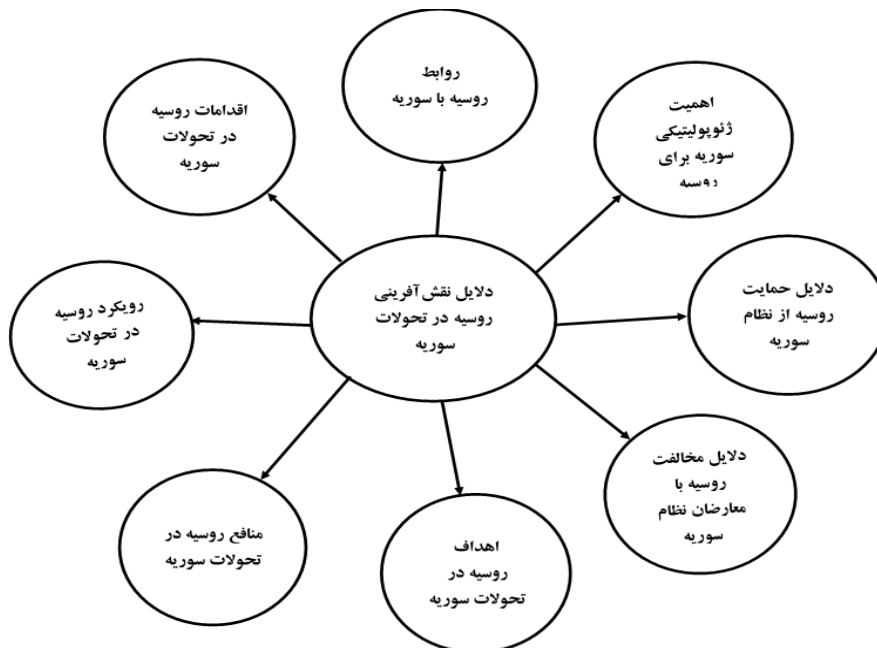 روابط
روسیه با سوریه
اهمیت
ژئوپولیتیکی
سوریه برای
روسیه
اقدامات روسیه
در تحولات
سوریه
دلایل نقش آفرینی
روسیه در تحولات
سوریه
دلایل حمایت
روسیه از نظام
سوریه
رویکرد روسیه
در تحولات
سوریه
دلایل مخالفت
روسیه با
معارضان نظام
سوریه
منافع روسیه در
تحولات سوریه
اهداف
روسیه در
تحولات سوریه